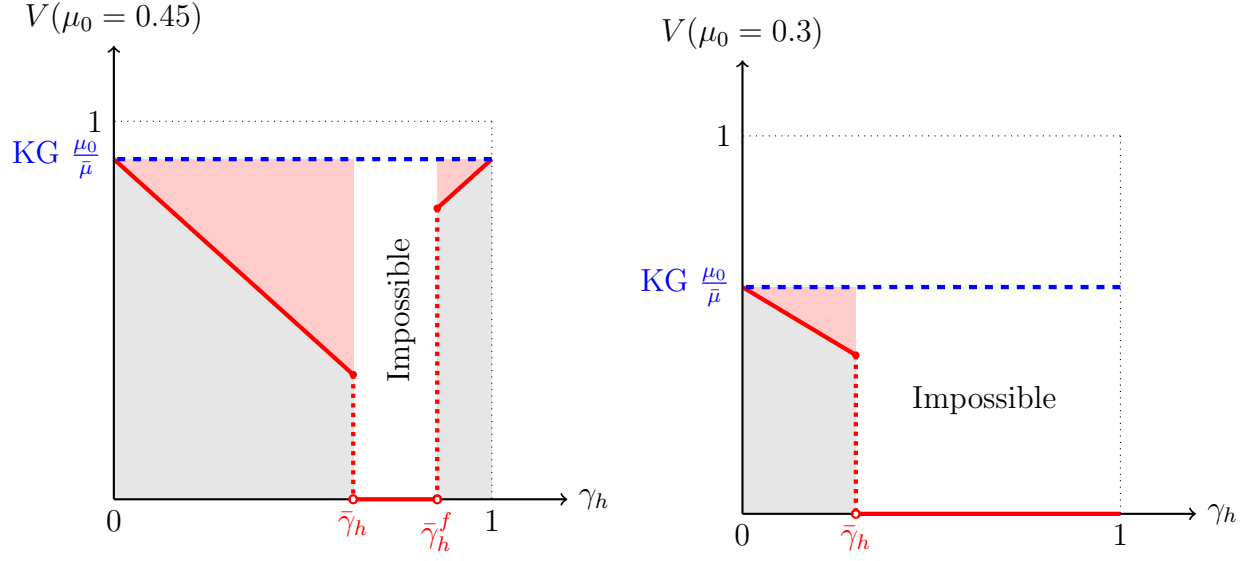 V(μ₀ = 0.45)
1
KG μ₀/μ̄
Impossible
0
γ̄ₕ
γ̄ₕᶠ
1
γₕ
V(μ₀ = 0.3)
1
KG μ₀/μ̄
Impossible
0
γ̄ₕ
1
γₕ